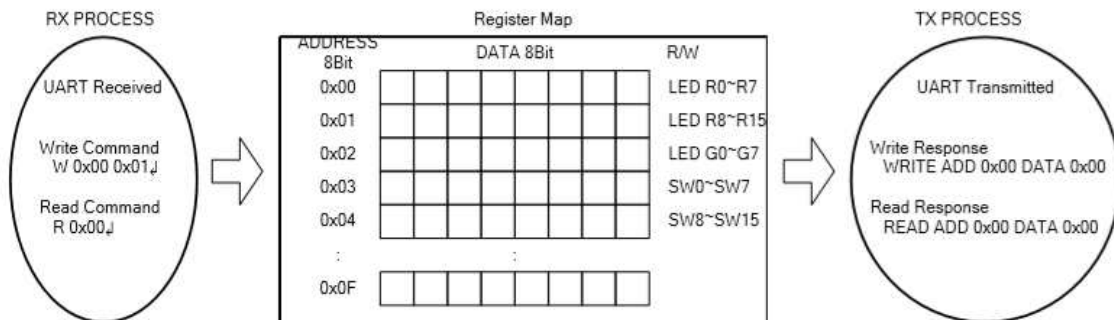 RX PROCESS
UART Received
Write Command
W 0x00 0x01↲
Read Command
R 0x00↲
Register Map
ADDRESS
8Bit
DATA 8Bit
R/W
0x00
LED R0~R7
0x01
LED R8~R15
0x02
LED G0~G7
0x03
SW0~SW7
0x04
SW8~SW15
:
:
0x0F
TX PROCESS
UART Transmitted
Write Response
WRITE ADD 0x00 DATA 0x00
Read Response
READ ADD 0x00 DATA 0x00